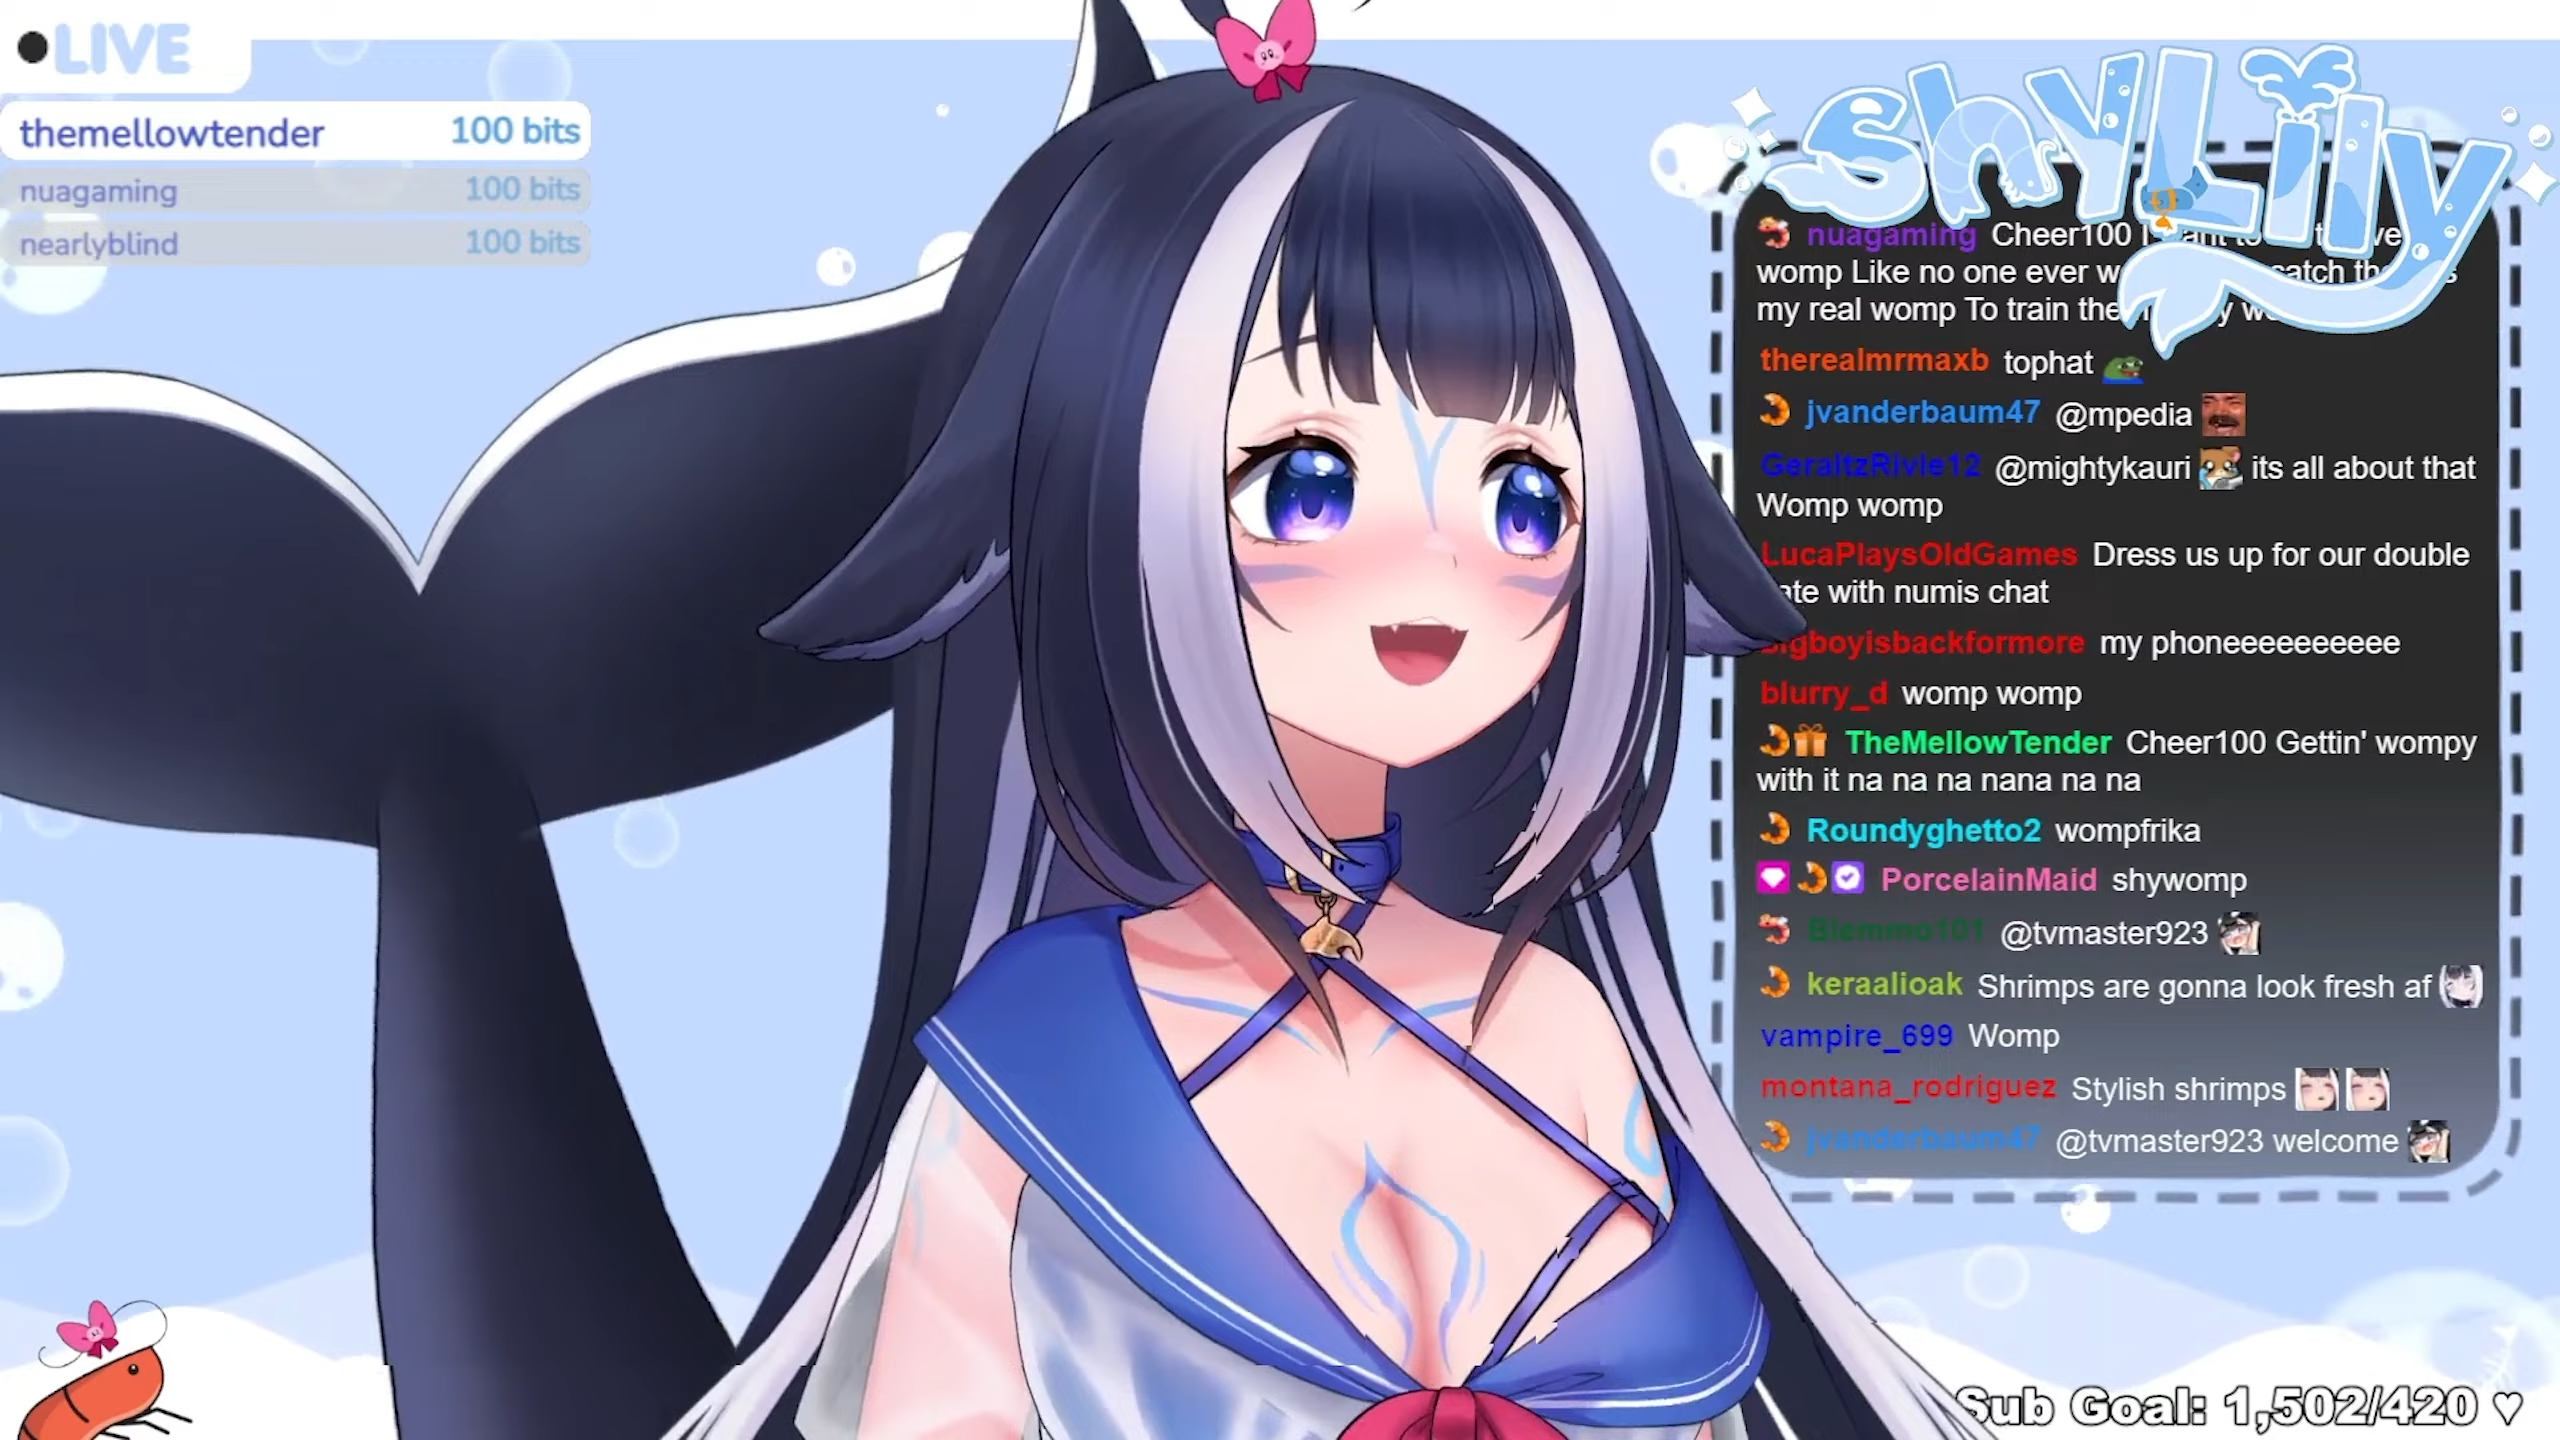 LIVE
themellowtender 100 bits
nuagaming 100 bits
nearlyblind 100 bits
shyLily
nuagaming Cheer100 I
womp Like no one ever
my real womp To train
therealmrmaxb tophat
jvanderbaum47 @mpedia
GeraltzRivie12 @mightykauri its all about that
Womp womp
LucaPlaysOldGames Dress us up for our double
with numis chat
my phoneeeeeeeeee
blurry_d womp womp
TheMellowTender Cheer100 Gettin' wompy
with it na na na nana na na
Roundyghetto2 wompfrika
PorcelainMaid shywomp
Blemmo101 @tvmaster923
keraalioak Shrimps are gonna look fresh af
vampire_699 Womp
montana_rodriguez Stylish shrimps
jvanderbaum47 @tvmaster923 welcome
Sub Goal: 1,502/420 ♥